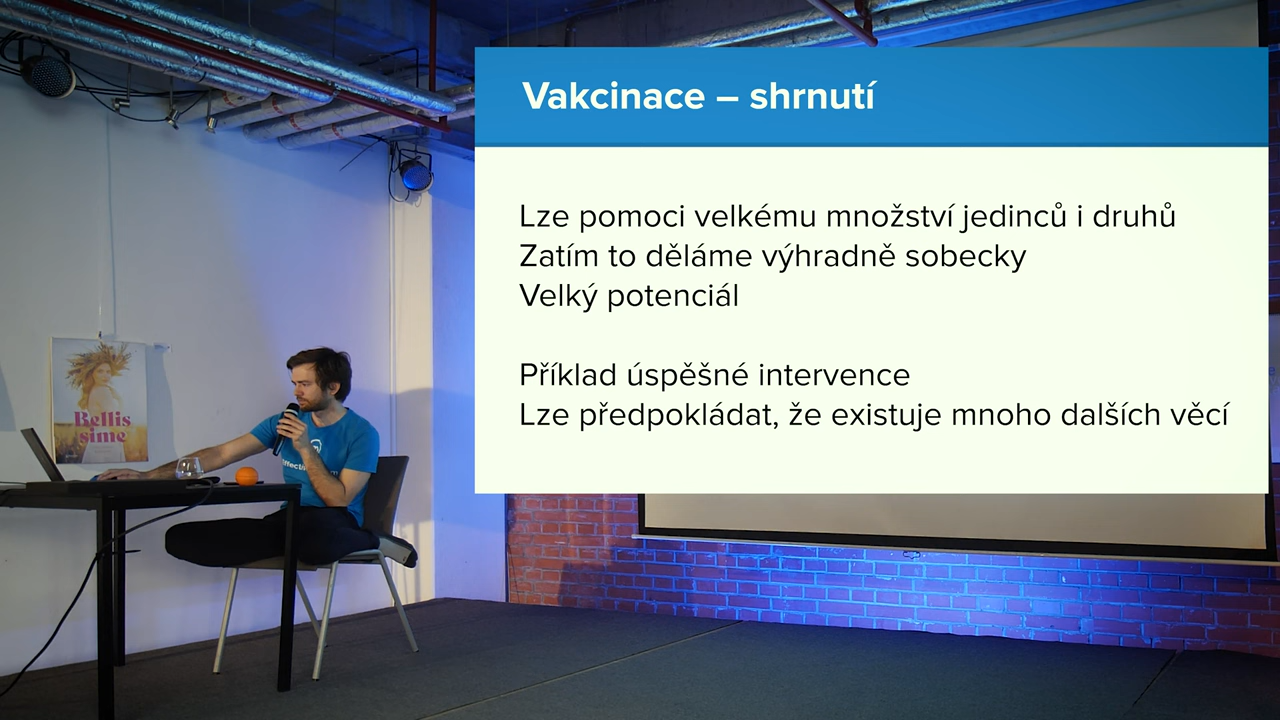 Vakcinace – shrnutí
Lze pomoci velkému množství jedinců i druhů
Zatím to děláme výhradně sobecky
Velký potenciál
Příklad úspěšné intervence
Lze předpokládat, že existuje mnoho dalších věcí
Bellis
sime